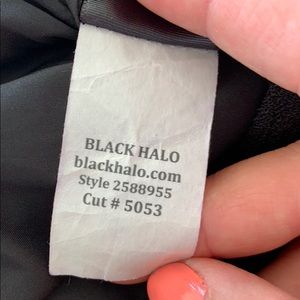 BLACK HALO
blackhalo.com
Style 2588955
Cut # 5053